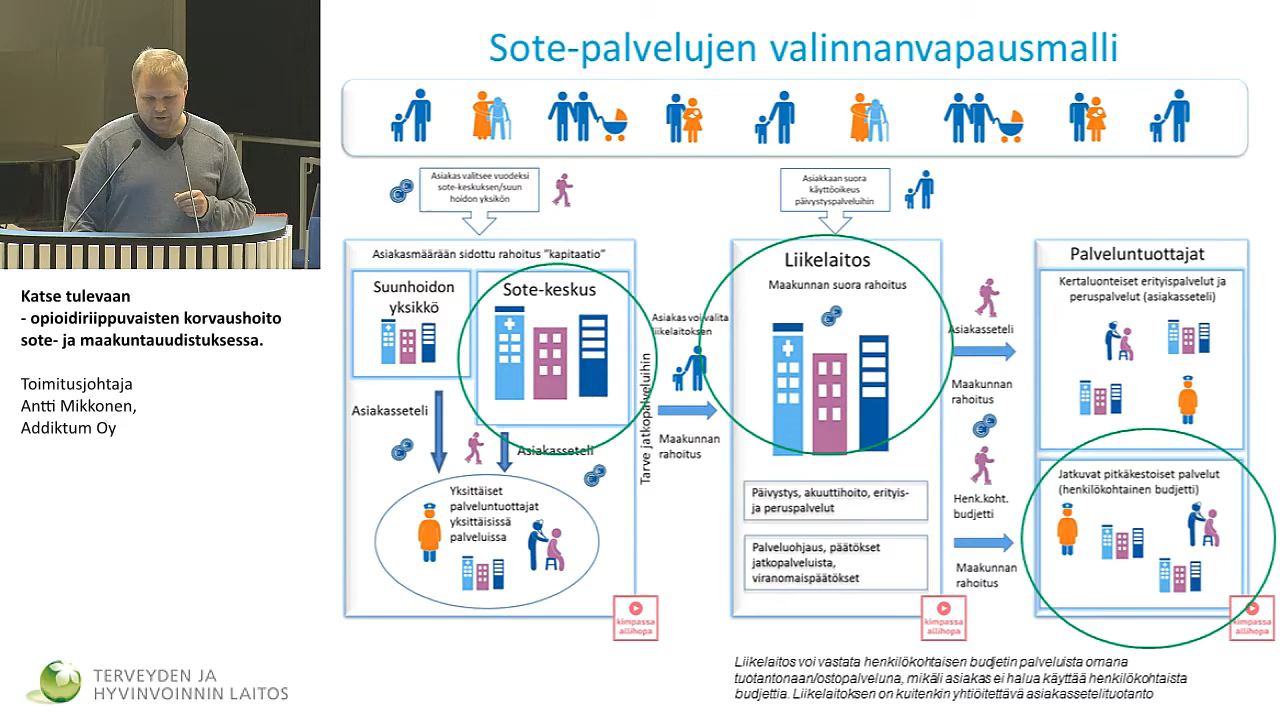 Sote-palvelujen valinnanvapausmalli
Asiakas valitsee vuodeksi
sote-keskuksen/suun
hoidon yksikön
Asiakkaan suora
käyttöoikeus
päivystyspalveluihin
Asiakasmäärään sidottu rahoitus "kapitaatio"
Suunhoidon
yksikkö
Sote-keskus
Asiakasseteli
Asiakasseteli
Yksittäiset
palveluntuottajat
yksittäisissä
palveluissa
Tarve jatkopalveluihin
Asiakas voi valita
liikelaitoksen
Maakunnan
rahoitus
Liikelaitos
Maakunnan suora rahoitus
Päivystys, akuuttihoito, erityis-
ja peruspalvelut
Palveluohjaus, päätökset
jatkopalveluista,
viranomaispäätökset
Asiakasseteli
Maakunnan
rahoitus
Henk.koht.
budjetti
Maakunnan
rahoitus
Palveluntuottajat
Kertaluonteiset erityispalvelut ja
peruspalvelut (asiakasseteli)
Jatkuvat pitkäkestoiset palvelut
(henkilökohtainen budjetti)
kimpassa
allihopa
kimpassa
allihopa
kimpassa
allihopa
Liikelaitos voi vastata henkilökohtaisen budjetin palveluista omana
tuotantonaan/ostopalveluna, mikäli asiakas ei halua käyttää henkilökohtaista
budjettia. Liikelaitoksen on kuitenkin yhtiöitettävä asiakassetelituotanto
Katse tulevaan
- opioidiriippuvaisten korvaushoito
sote- ja maakuntauudistuksessa.
Toimitusjohtaja
Antti Mikkonen,
Addiktum Oy
TERVEYDEN JA
HYVINVOINNIN LAITOS